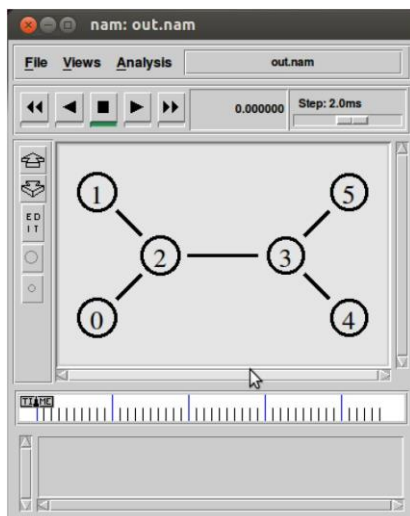 nam: out.nam
File Views Analysis out.nam
0.000000 Step: 2.0ms
1 5
ED
IT
2 3
0 4
TIME